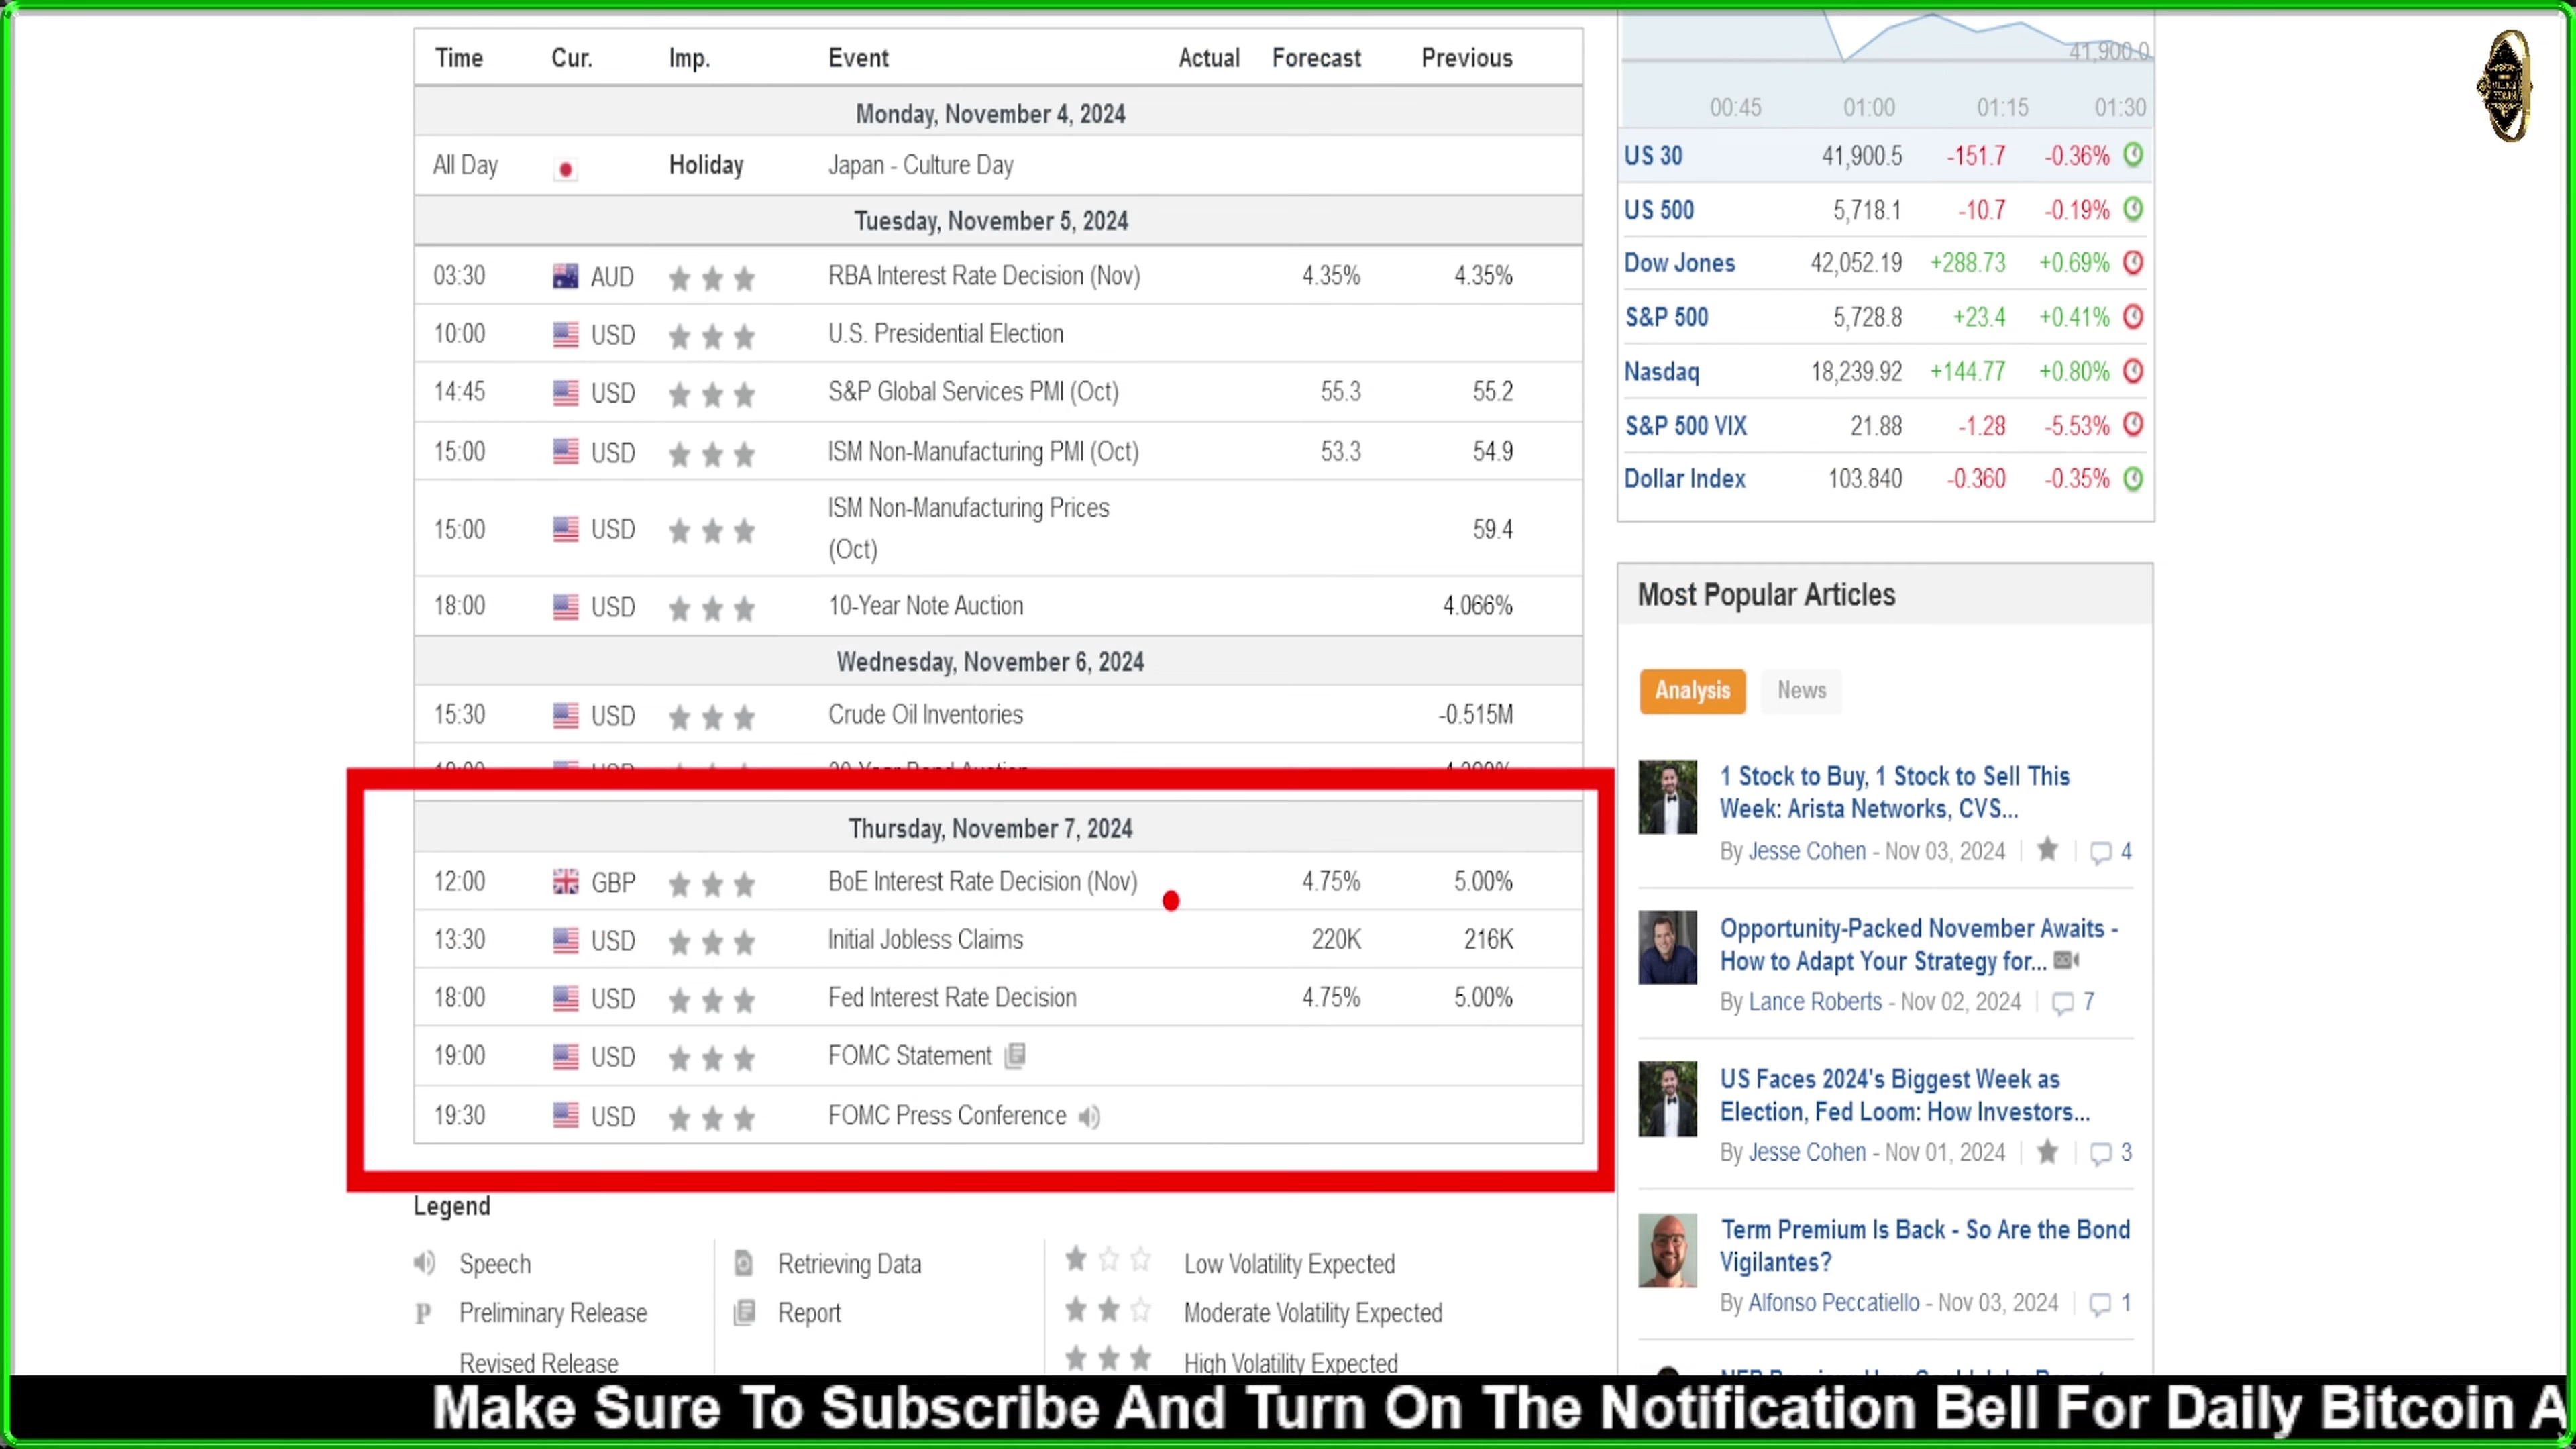 Time Cur. Imp. Event Actual Forecast Previous
Monday, November 4, 2024
All Day Holiday Japan - Culture Day
Tuesday, November 5, 2024
03:30 AUD RBA Interest Rate Decision (Nov) 4.35% 4.35%
10:00 USD U.S. Presidential Election
14:45 USD S&P Global Services PMI (Oct) 55.3 55.2
15:00 USD ISM Non-Manufacturing PMI (Oct) 53.3 54.9
ISM Non-Manufacturing Prices
15:00 USD (Oct) 59.4
18:00 USD 10-Year Note Auction 4.066%
Wednesday, November 6, 2024
15:30 USD Crude Oil Inventories -0.515M
Thursday, November 7, 2024
12:00 GBP BoE Interest Rate Decision (Nov) 4.75% 5.00%
13:30 USD Initial Jobless Claims 220K 216K
18:00 USD Fed Interest Rate Decision 4.75% 5.00%
19:00 USD FOMC Statement
19:30 USD FOMC Press Conference
Legend
Speech Retrieving Data Low Volatility Expected
P Preliminary Release Report Moderate Volatility Expected
Revised Release High Volatility Expected
41,900.0
00:45 01:00 01:15 01:30
US 30 41,900.5 -151.7 -0.36%
US 500 5,718.1 -10.7 -0.19%
Dow Jones 42,052.19 +288.73 +0.69%
S&P 500 5,728.8 +23.4 +0.41%
Nasdaq 18,239.92 +144.77 +0.80%
S&P 500 VIX 21.88 -1.28 -5.53%
Dollar Index 103.840 -0.360 -0.35%
Most Popular Articles
Analysis News
1 Stock to Buy, 1 Stock to Sell This
Week: Arista Networks, CVS...
By Jesse Cohen - Nov 03, 2024 4
Opportunity-Packed November Awaits -
How to Adapt Your Strategy for...
By Lance Roberts - Nov 02, 2024 7
US Faces 2024's Biggest Week as
Election, Fed Loom: How Investors...
By Jesse Cohen - Nov 01, 2024 3
Term Premium Is Back - So Are the Bond
Vigilantes?
By Alfonso Peccatiello - Nov 03, 2024 1
Make Sure To Subscribe And Turn On The Notification Bell For Daily Bitcoin A